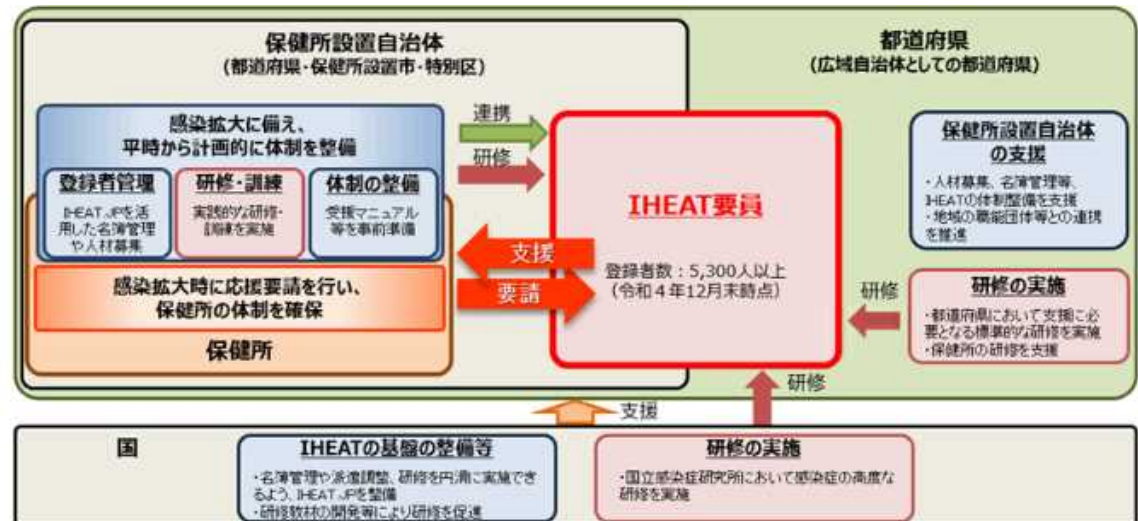 保健所設置自治体
(都道府県・保健所設置市・特別区)
都道府県
(広域自治体としての都道府県)
感染拡大に備え、
平時から計画的に体制を整備
登録者管理
IHEAT.JPを活
用した名簿管理
や人材募集
研修・訓練
実践的な研修・
訓練を実施
体制の整備
受援マニュアル
等を事前準備
感染拡大時に応援要請を行い、
保健所の体制を確保
保健所
連携
研修
支援
要請
IHEAT要員
登録者数：5,300人以上
（令和４年12月末時点）
保健所設置自治体
の支援
・人材募集、名簿管理等、
IHEATの体制整備を支援
・地域の職能団体等との連携
を推進
研修
研修の実施
・都道府県において支援に必
要となる標準的な研修を実施
・保健所の研修を支援
支援
研修
国
IHEATの基盤の整備等
・名簿管理や派遣調整、研修を円滑に実施でき
るよう、IHEAT.JPを整備
・研修教材の開発等により研修を促進
研修の実施
・国立感染症研究所において感染症の高度な
研修を実施